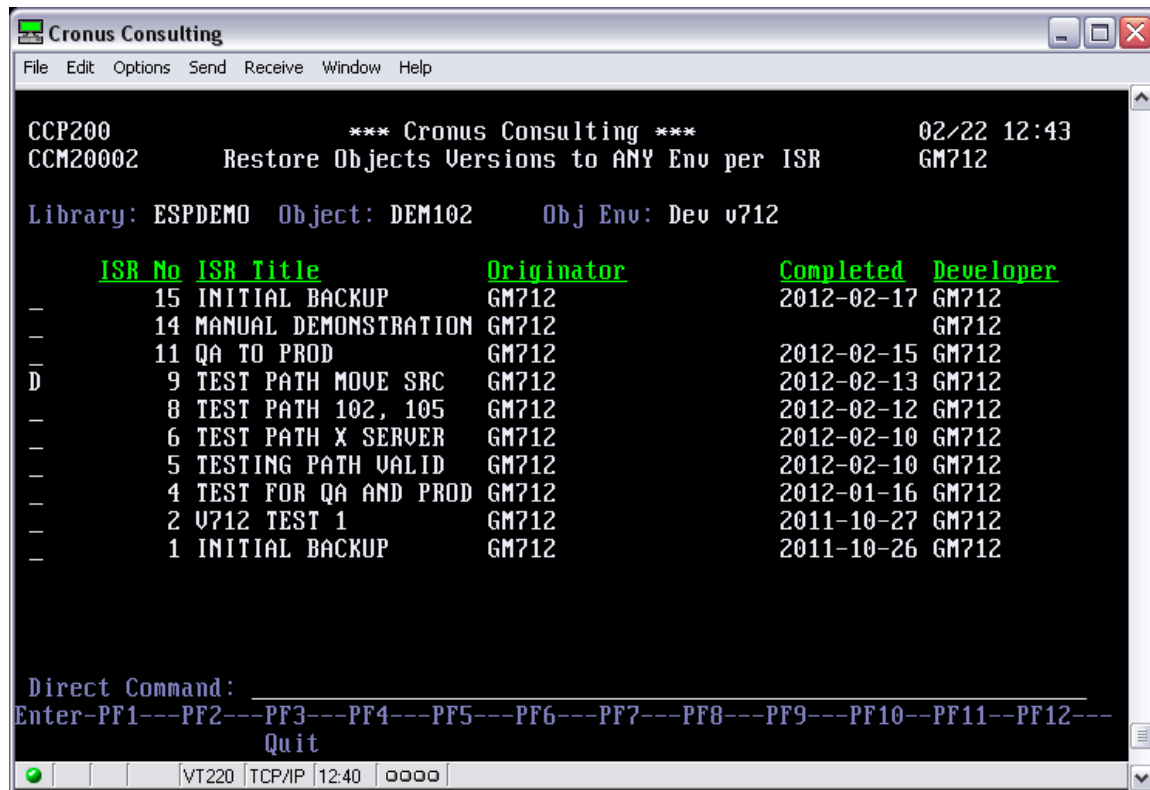 Cronus Consulting
File Edit Options Send Receive Window Help
CCP200 *** Cronus Consulting *** 02/22 12:43
CCM20002 Restore Objects Versions to ANY Env per ISR GM712
Library: ESPDEMO Object: DEM102 Obj Env: Dev v712
ISR No ISR Title Originator Completed Developer
_ 15 INITIAL BACKUP GM712 2012-02-17 GM712
_ 14 MANUAL DEMONSTRATION GM712 GM712
_ 11 QA TO PROD GM712 2012-02-15 GM712
D 9 TEST PATH MOVE SRC GM712 2012-02-13 GM712
_ 8 TEST PATH 102, 105 GM712 2012-02-12 GM712
_ 6 TEST PATH X SERVER GM712 2012-02-10 GM712
_ 5 TESTING PATH VALID GM712 2012-02-10 GM712
_ 4 TEST FOR QA AND PROD GM712 2012-01-16 GM712
_ 2 V712 TEST 1 GM712 2011-10-27 GM712
_ 1 INITIAL BACKUP GM712 2011-10-26 GM712
Direct Command: ____________________
Enter-PF1---PF2---PF3---PF4---PF5---PF6---PF7---PF8---PF9---PF10--PF11--PF12---
Quit
VT220 TCP/IP 12:40